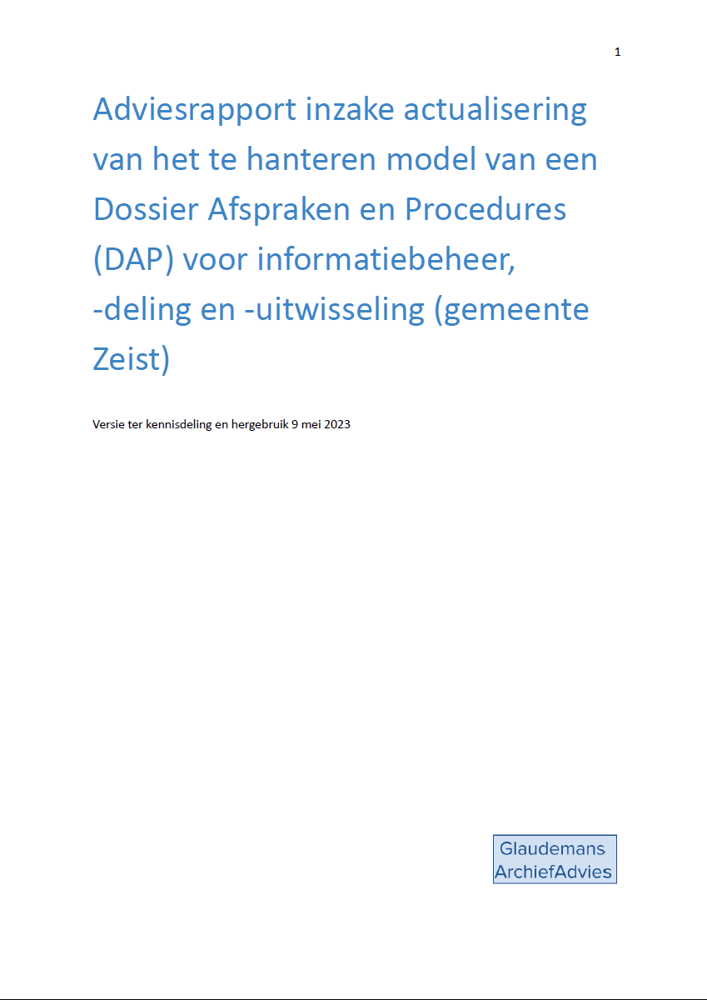 1
Adviesrapport inzake actualisering
van het te hanteren model van een
Dossier Afspraken en Procedures
(DAP) voor informatiebeheer,
-deling en -uitwisseling (gemeente
Zeist)
Versie ter kennisdeling en hergebruik 9 mei 2023
Glaudemans
ArchiefAdvies